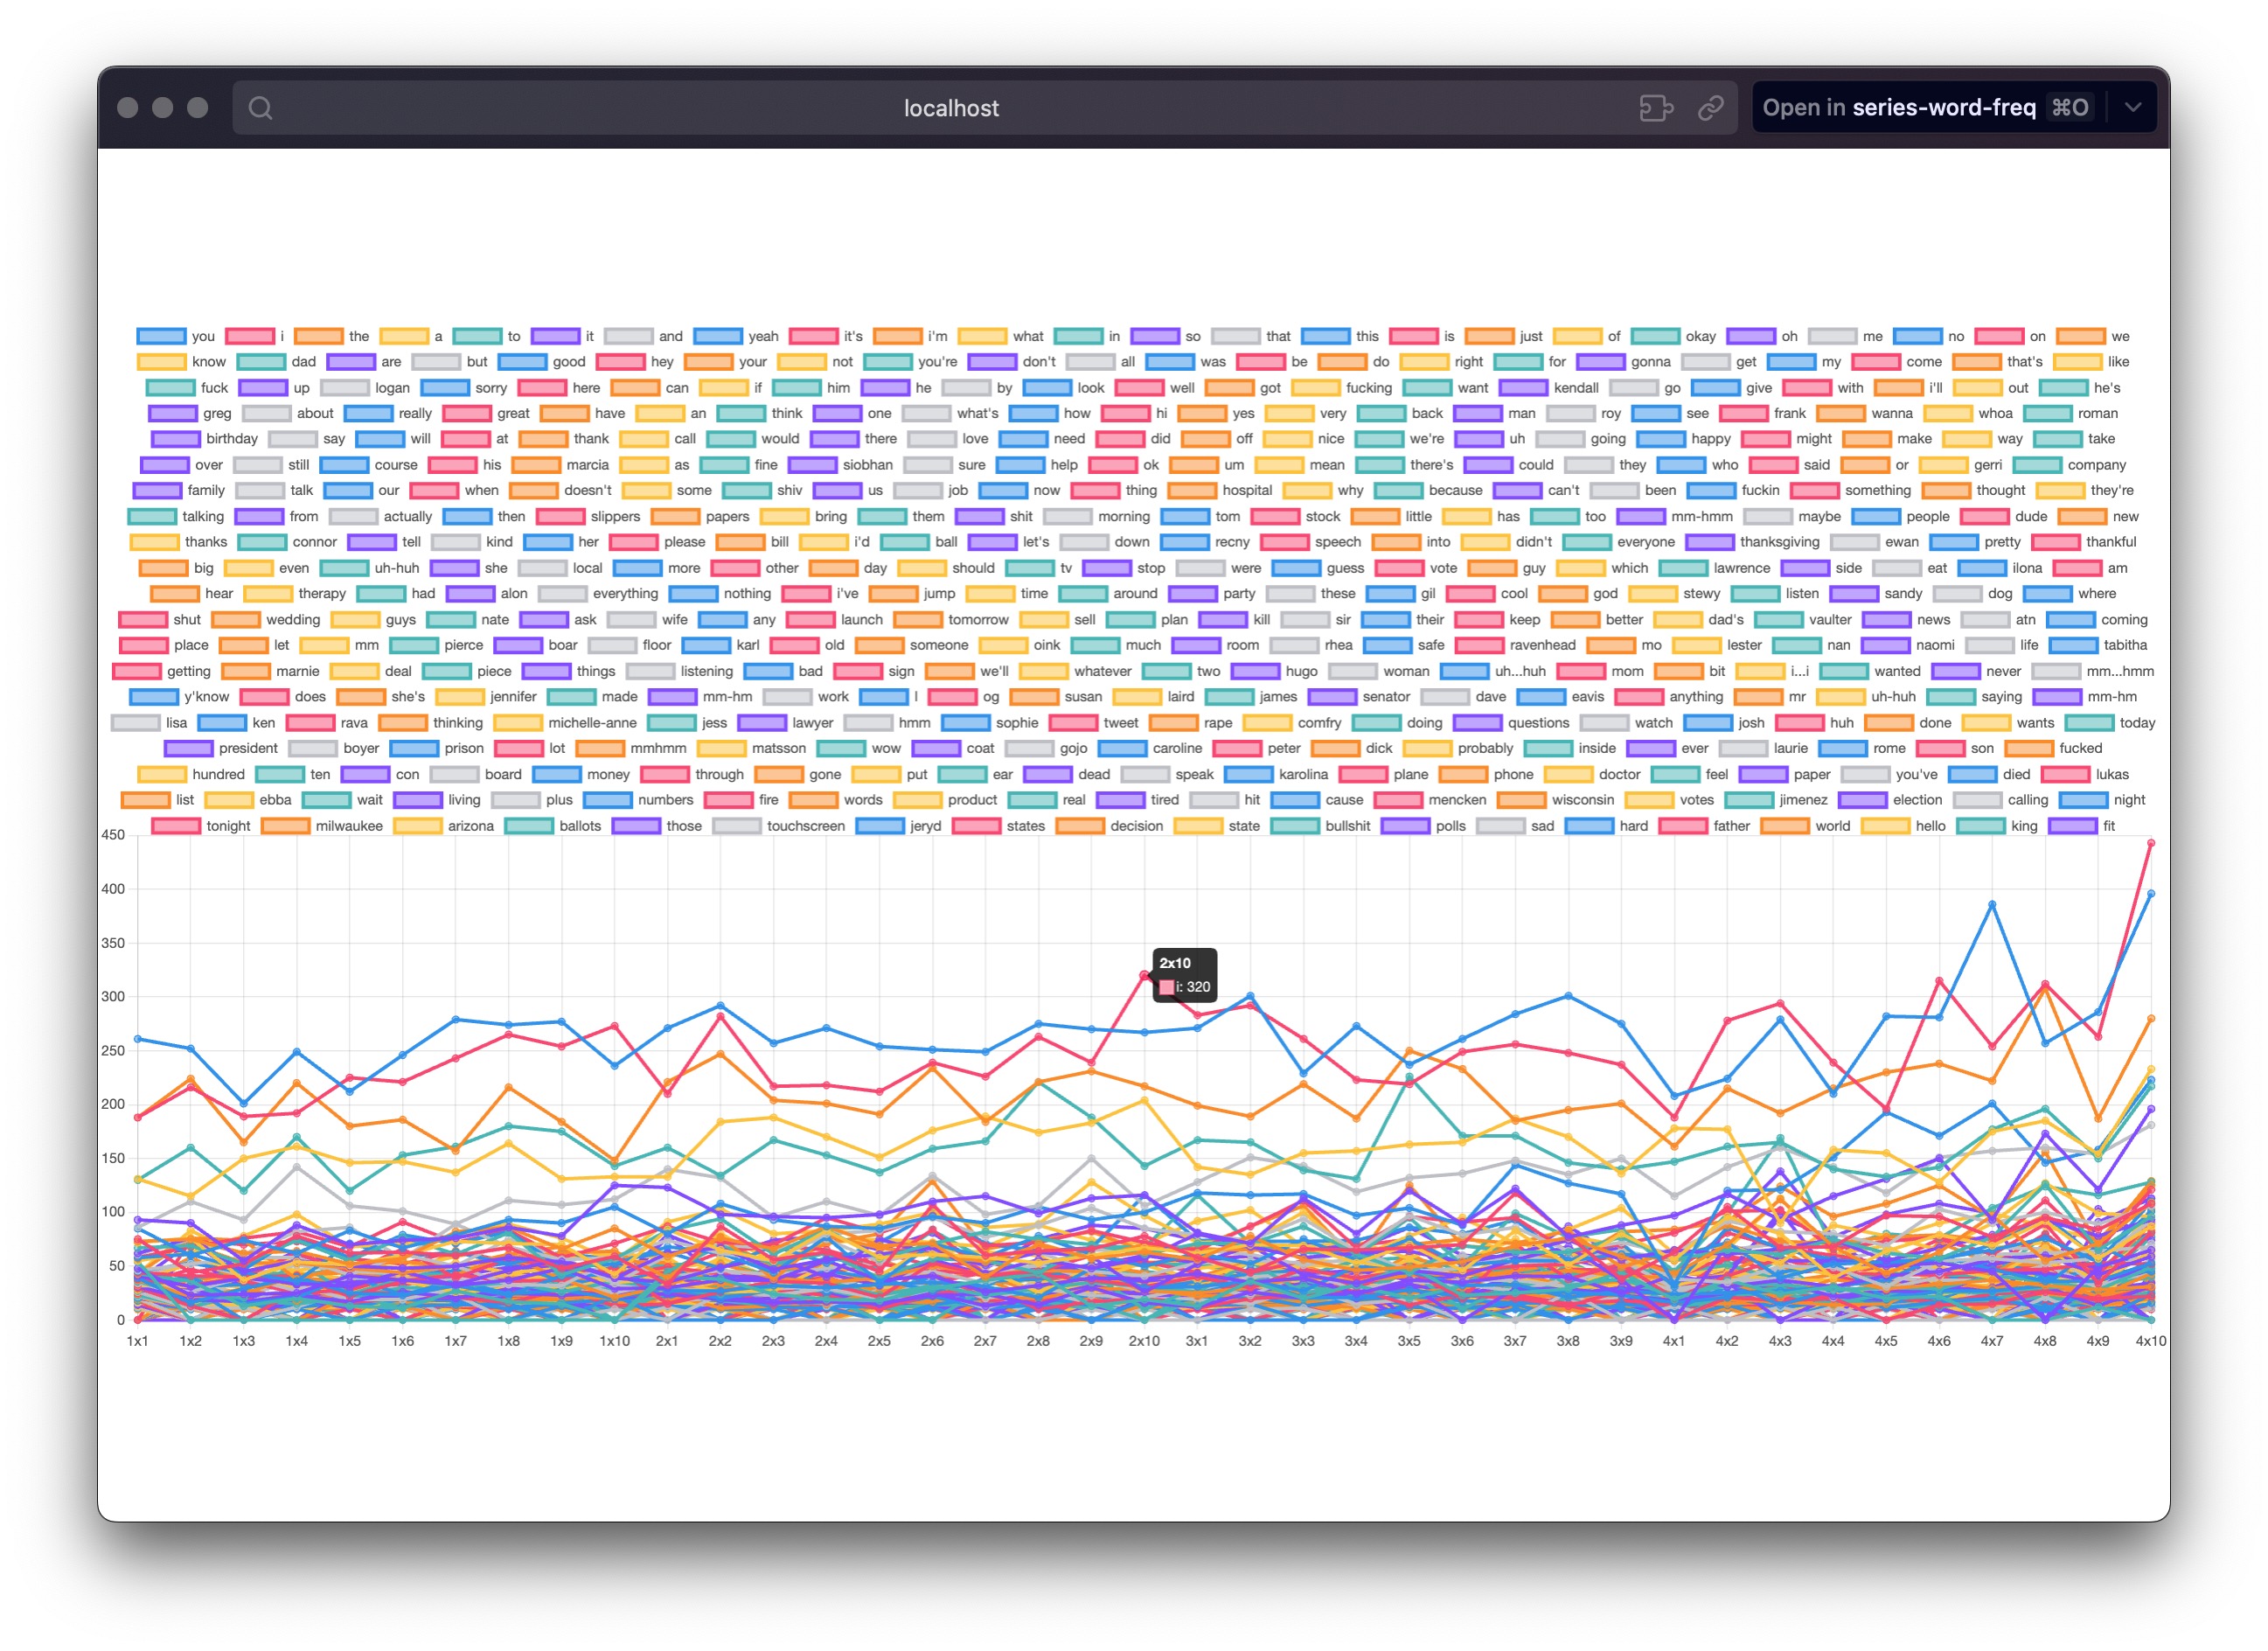 localhost
Open in series-word-freq ⌘O
you i the a to it and yeah it's i'm what in so that this is just of okay oh me no on we
know dad are but good hey your not you're don't all was be do right for gonna get my come that's like
fuck up logan sorry here can if him he by look well got fucking want kendall go give with i'll out he's
greg about really great have an think one what's how hi yes very back man roy see frank wanna whoa roman
birthday say will at thank call would there love need did off nice we're uh going happy might make way take
over still course his marcia as fine siobhan sure help ok um mean there's could they who said or gerri company
family talk our when doesn't some shiv us job now thing hospital why because can't been fuckin something thought they're
talking from actually then slippers papers bring them shit morning tom stock little has too mm-hmm maybe people dude new
thanks connor tell kind her please bill i'd ball let's down recny speech into didn't everyone thanksgiving ewan pretty thankful
big even uh-huh she local more other day should tv stop were guess vote guy which lawrence side eat ilona am
hear therapy had alon everything nothing i've jump time around party these gil cool god stewy listen sandy dog where
shut wedding guys nate ask wife any launch tomorrow sell plan kill sir their keep better dad's vaulter news atn coming
place let mm pierce boar floor karl old someone oink much room rhea safe ravenhead mo lester nan naomi life tabitha
getting marnie deal piece things listening bad sign we'll whatever two hugo woman uh...huh mom bit i...i wanted never mm...hmm
y'know does she's jennifer made mm-hm work l og susan laird james senator dave eavis anything mr uh-huh saying mm-hm
lisa ken rava thinking michelle-anne jess lawyer hmm sophie tweet rape comfry doing questions watch josh huh done wants today
president boyer prison lot mmhmm matsson wow coat gojo caroline peter dick probably inside ever laurie rome son fucked
hundred ten con board money through gone put ear dead speak karolina plane phone doctor feel paper you've died lukas
list ebba wait living plus numbers fire words product real tired hit cause mencken wisconsin votes jimenez election calling night
tonight milwaukee arizona ballots those touchscreen jeryd states decision state bullshit polls sad hard father world hello king fit
450
400
350
300
250
200
150
100
50
0
2x10
i: 320
1x1 1x2 1x3 1x4 1x5 1x6 1x7 1x8 1x9 1x10 2x1 2x2 2x3 2x4 2x5 2x6 2x7 2x8 2x9 2x10 3x1 3x2 3x3 3x4 3x5 3x6 3x7 3x8 3x9 4x1 4x2 4x3 4x4 4x5 4x6 4x7 4x8 4x9 4x10